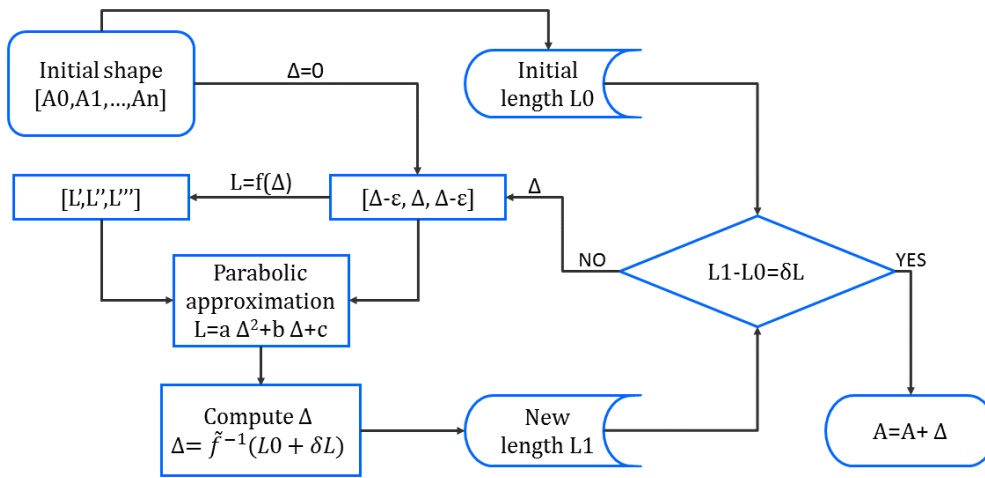 Initial shape
[A0,A1,...,An]
Δ=0
Initial
length L0
[L',L'',L''']
L=f(Δ)
[Δ-ε, Δ, Δ-ε]
Δ
NO
L1-L0=δL
YES
Parabolic
approximation
L=a Δ²+b Δ+c
Compute Δ
Δ= f̃⁻¹(L0 + δL)
New
length L1
A=A+ Δ